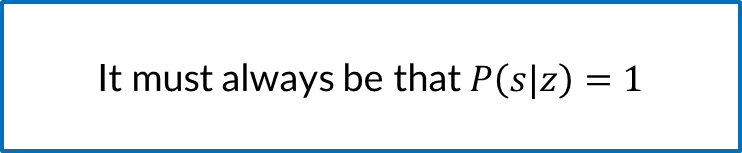 It must always be that 𝑃(𝑠|𝑧) = 1